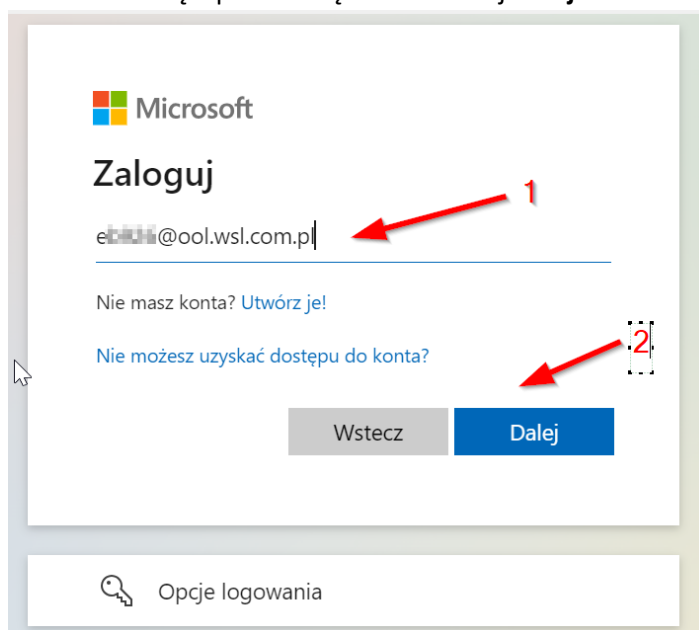 Microsoft
Zaloguj
1
@ool.wsl.com.pl
Nie masz konta? Utwórz je!
2
Nie możesz uzyskać dostępu do konta?
Wstecz
Dalej
Opcje logowania